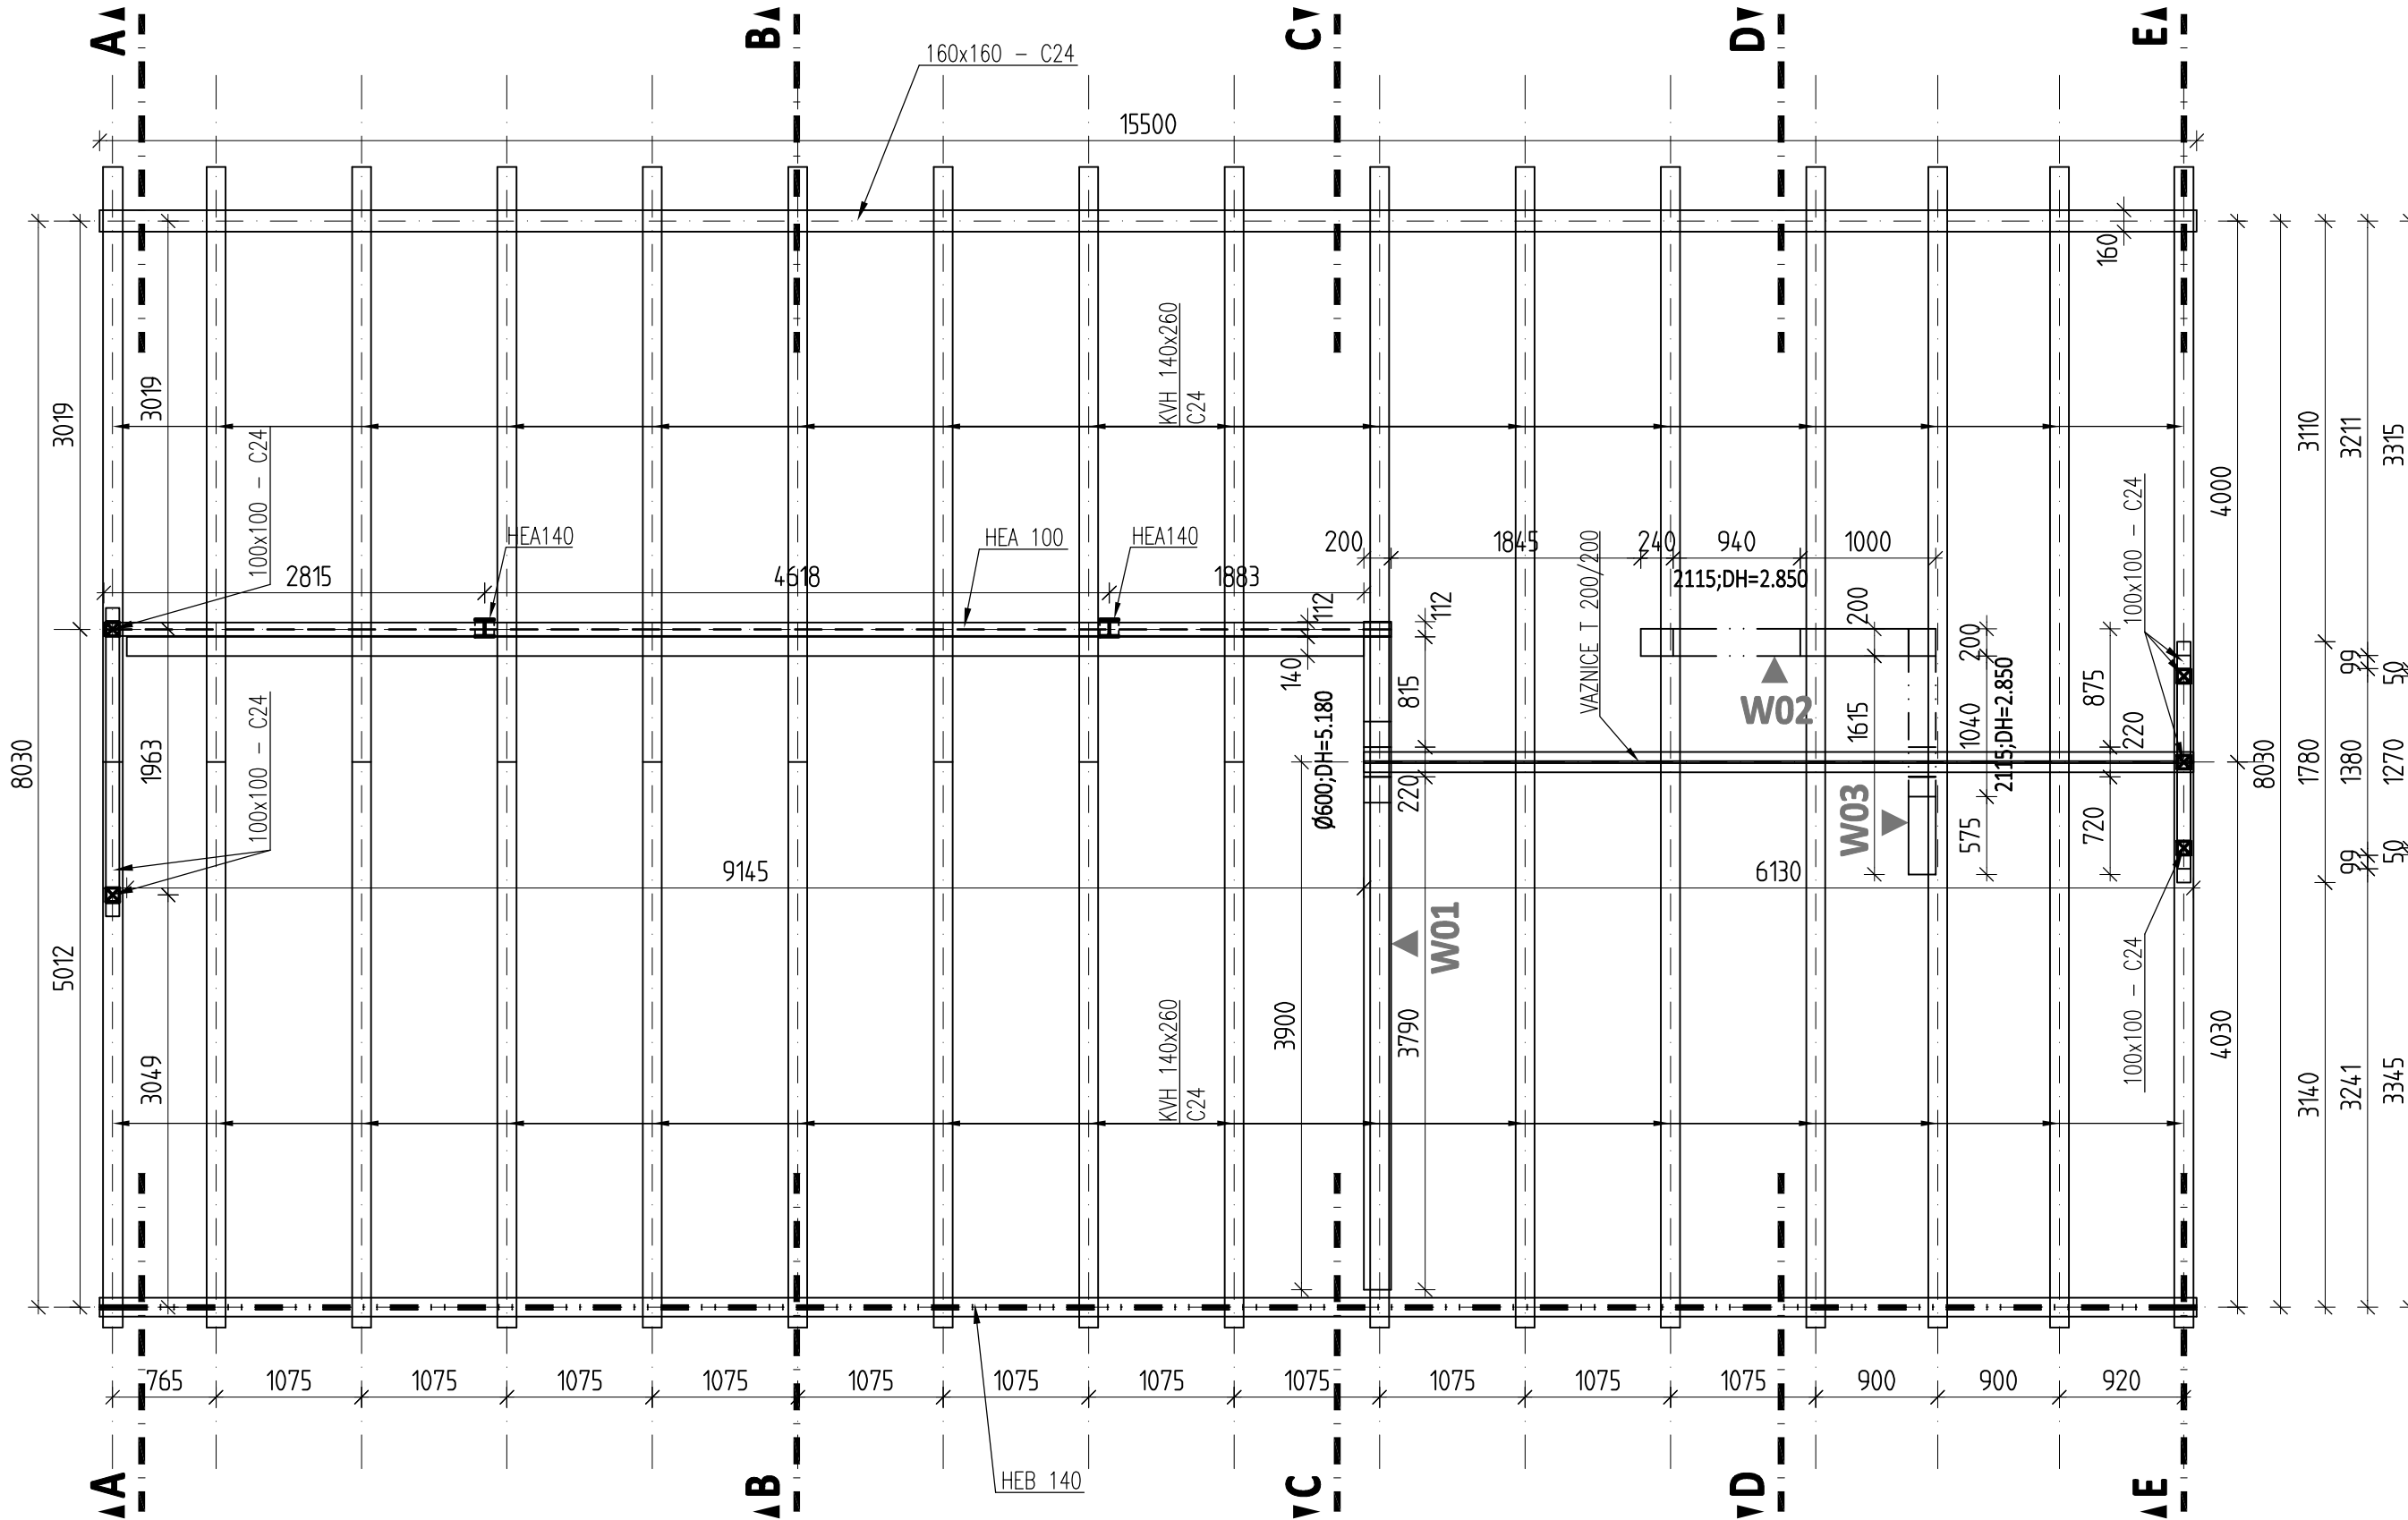 A
B
C
D
E
160x160 – C24
15500
160
KVH 140x260
C24
3019
3019
8030
100x100 – C24
HEA140
HEA 100
HEA140
2815
4618
1883
200
1845
240
940
1000
2115;DH=2.850
VAZNICE T 200/200
100x100 – C24
4000
3110
3211
3315
112
112
140
815
200
200
W02
1615
1040
2115;DH=2.850
875
220
99
50
Ø600;DH=5.180
220
1963
100x100 – C24
8030
1780
1380
1270
W03
575
720
99
50
9145
6130
W01
5012
3049
3900
3790
KVH 140x260
C24
100x100 – C24
4030
3140
3241
3345
765
1075
1075
1075
1075
1075
1075
1075
1075
1075
1075
1075
900
900
920
HEB 140
A
B
C
D
E